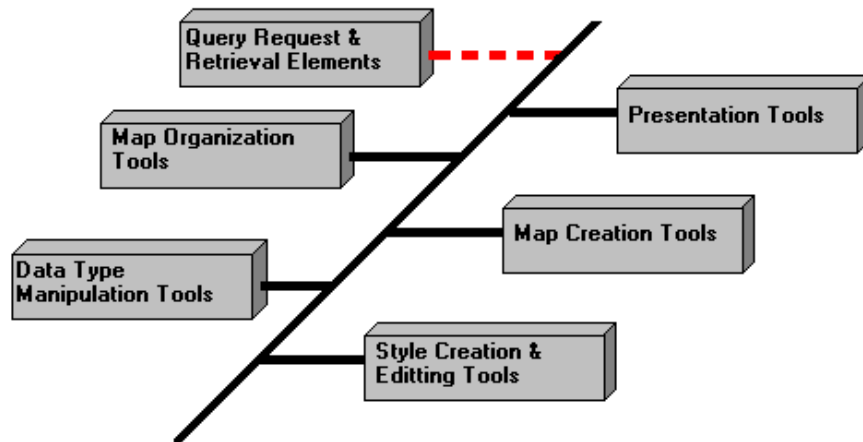 Query Request &
Retrieval Elements
Presentation Tools
Map Organization
Tools
Map Creation Tools
Data Type
Manipulation Tools
Style Creation &
Editting Tools